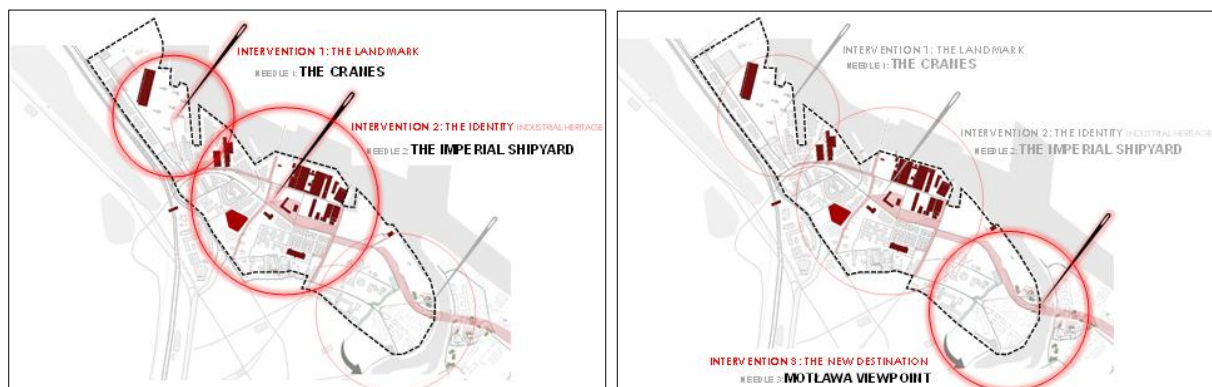 INTERVENTION 1: THE LANDMARK
NEEDLE 1: THE CRANES
INTERVENTION 2: THE IDENTITY INDUSTRIAL HERITAGE
NEEDLE 2: THE IMPERIAL SHIPYARD
INTERVENTION 1: THE LANDMARK
NEEDLE 1: THE CRANES
INTERVENTION 2: THE IDENTITY INDUSTRIAL HERITAGE
NEEDLE 2: THE IMPERIAL SHIPYARD
INTERVENTION 3: THE NEW DESTINATION
NEEDLE 3: MOTŁAWA VIEWPOINT